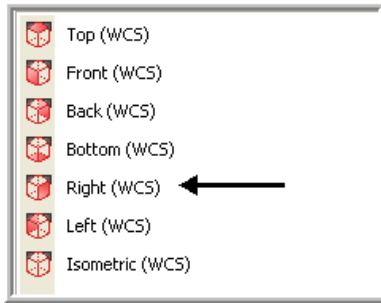 Top (WCS)
Front (WCS)
Back (WCS)
Bottom (WCS)
Right (WCS)
Left (WCS)
Isometric (WCS)